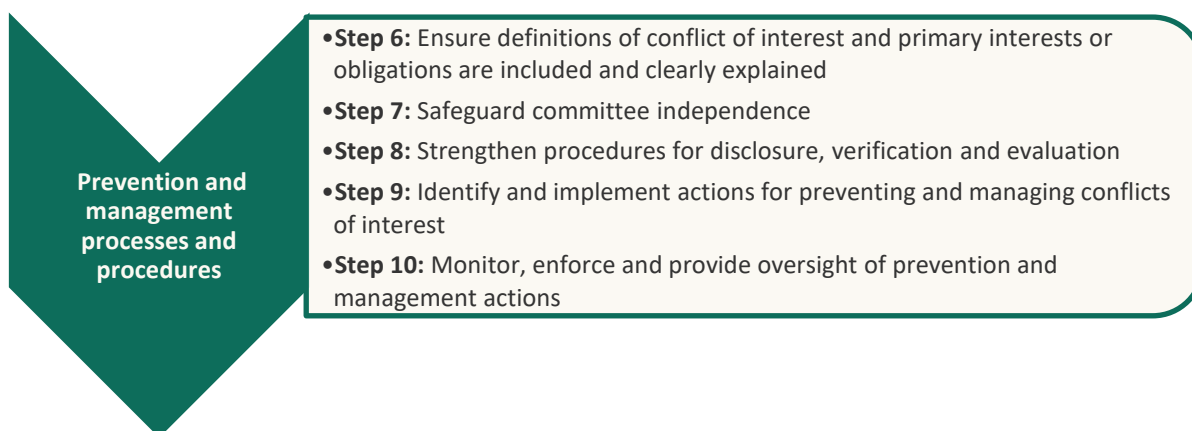 Prevention and
management
processes and
procedures
•Step 6: Ensure definitions of conflict of interest and primary interests or
obligations are included and clearly explained
•Step 7: Safeguard committee independence
•Step 8: Strengthen procedures for disclosure, verification and evaluation
•Step 9: Identify and implement actions for preventing and managing conflicts
of interest
•Step 10: Monitor, enforce and provide oversight of prevention and
management actions